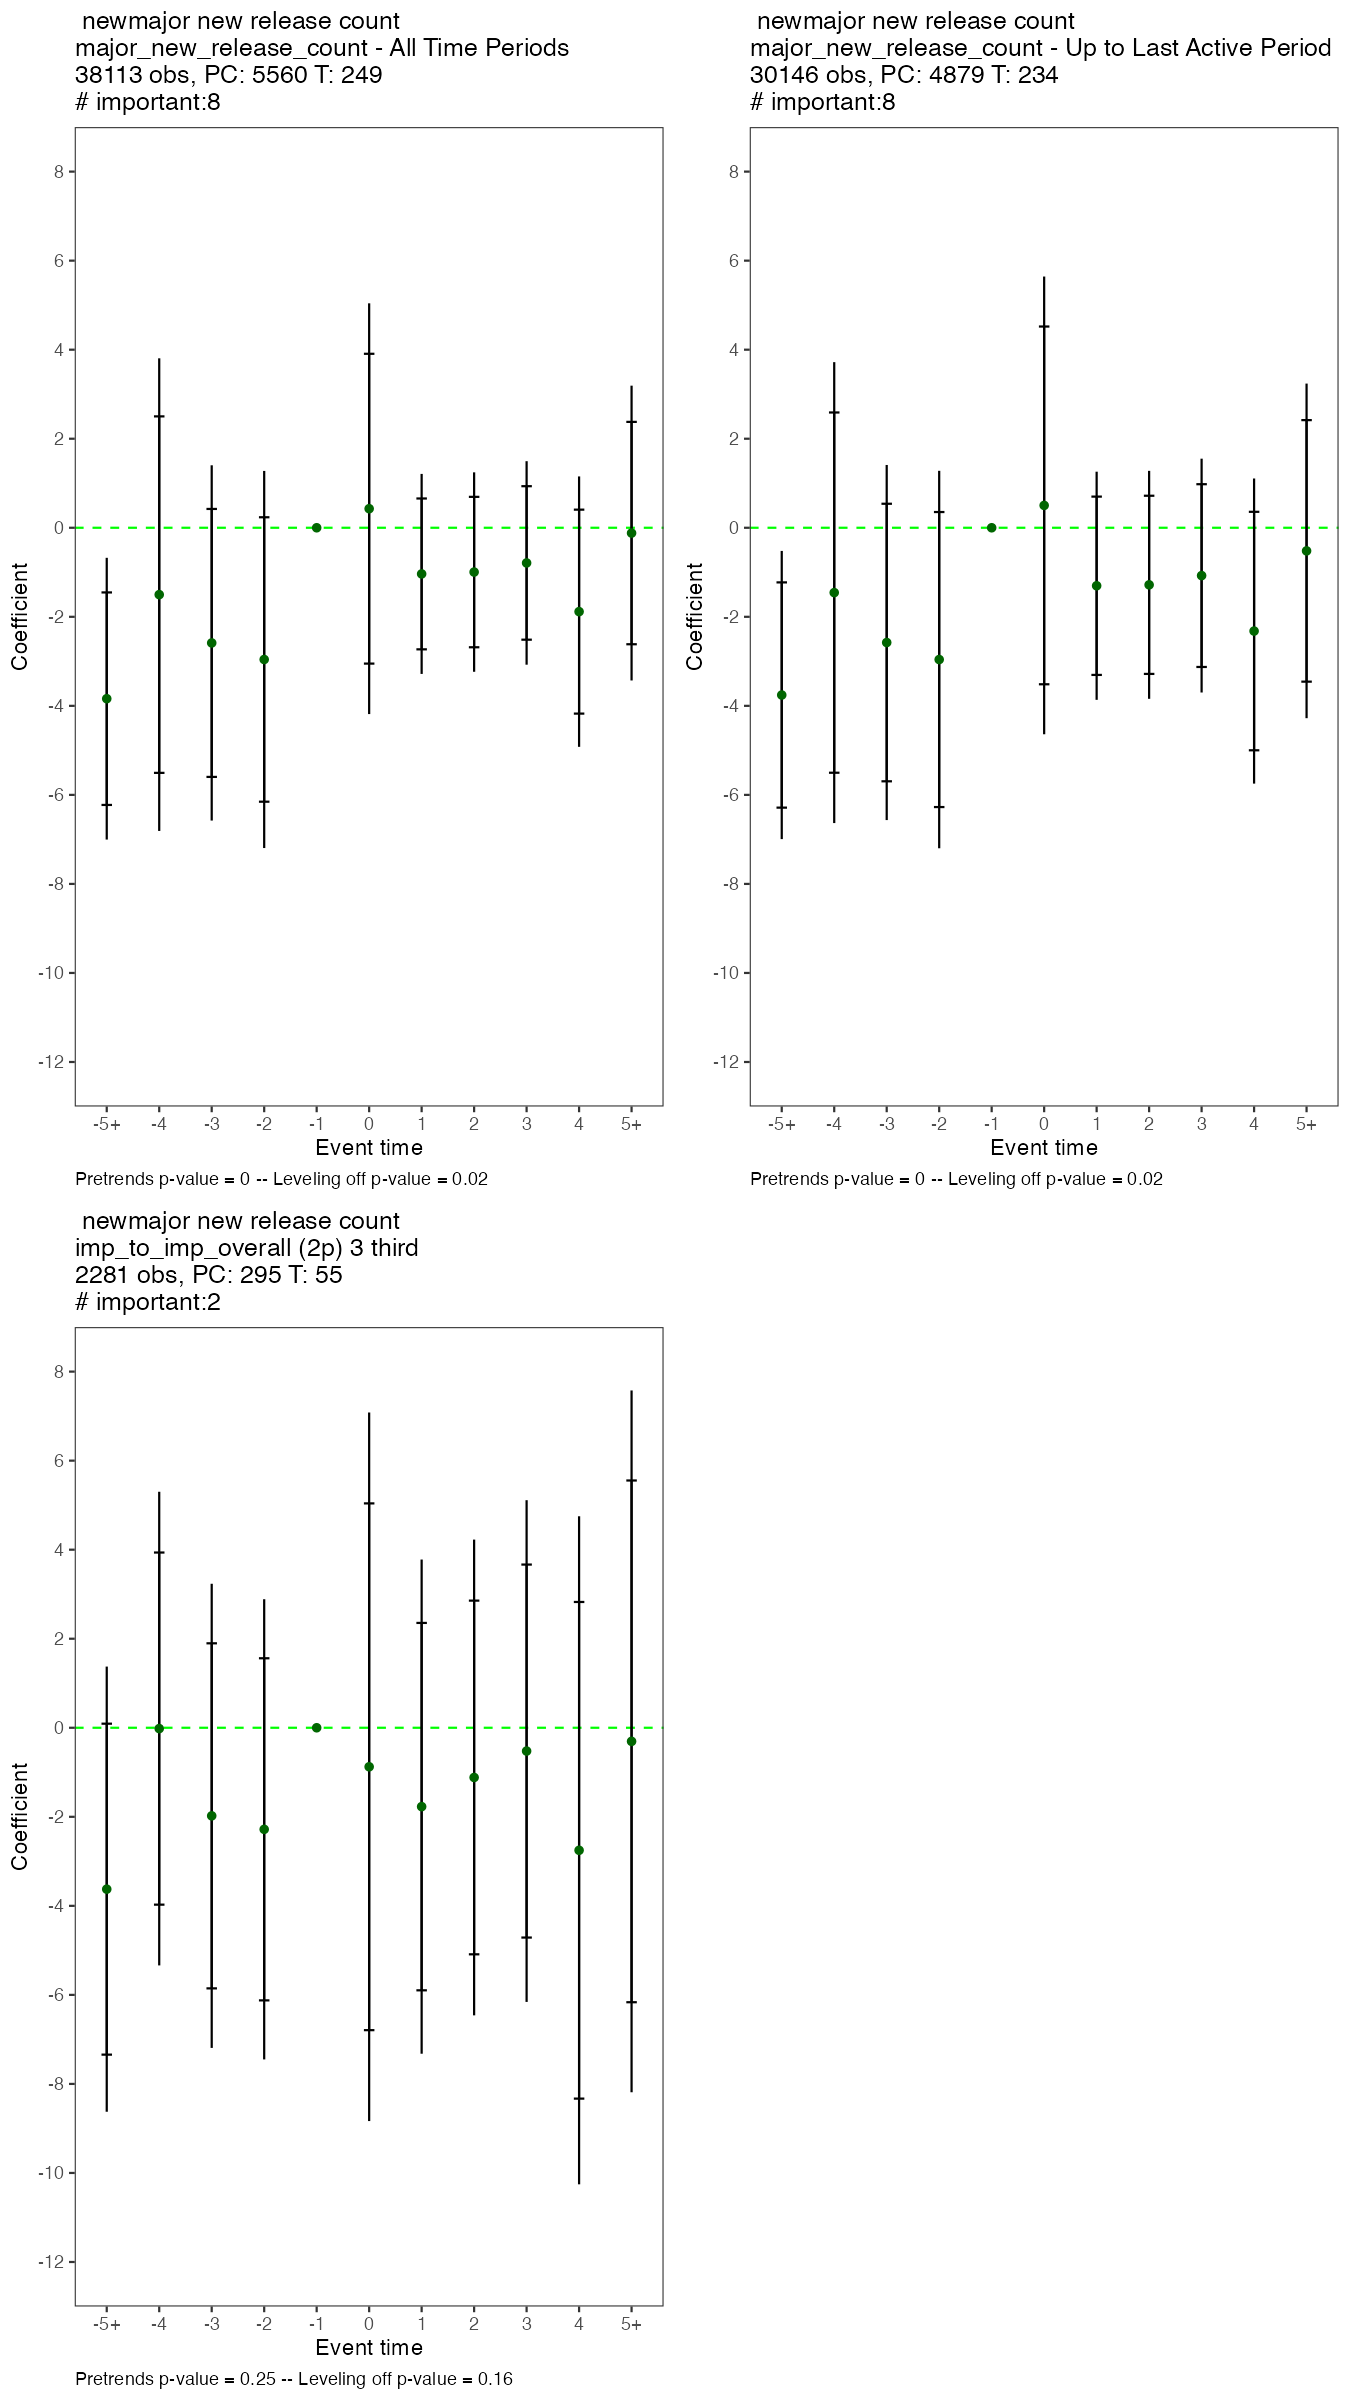 newmajor new release count
major_new_release_count - All Time Periods
38113 obs, PC: 5560 T: 249
# important:8
8
6
4
2
0
-2
-4
-6
-8
-10
-12
Coefficient
-5+ -4 -3 -2 -1 0 1 2 3 4 5+
Event time
Pretrends p-value = 0 -- Leveling off p-value = 0.02
newmajor new release count
major_new_release_count - Up to Last Active Period
30146 obs, PC: 4879 T: 234
# important:8
8
6
4
2
0
-2
-4
-6
-8
-10
-12
Coefficient
-5+ -4 -3 -2 -1 0 1 2 3 4 5+
Event time
Pretrends p-value = 0 -- Leveling off p-value = 0.02
newmajor new release count
imp_to_imp_overall (2p) 3 third
2281 obs, PC: 295 T: 55
# important:2
8
6
4
2
0
-2
-4
-6
-8
-10
-12
Coefficient
-5+ -4 -3 -2 -1 0 1 2 3 4 5+
Event time
Pretrends p-value = 0.25 -- Leveling off p-value = 0.16